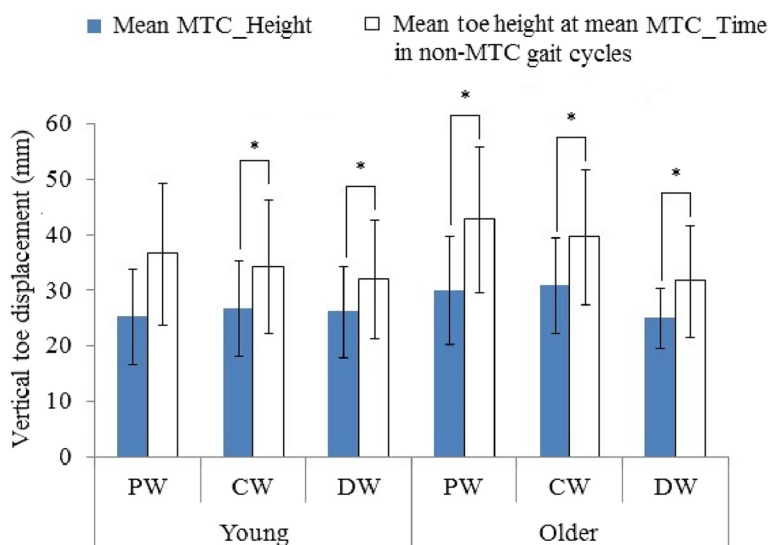 Mean MTC_Height
Mean toe height at mean MTC_Time
in non-MTC gait cycles
Vertical toe displacement (mm)
60
50
40
30
20
10
0
*
*
*
*
*
*
PW CW DW PW CW DW
Young Older